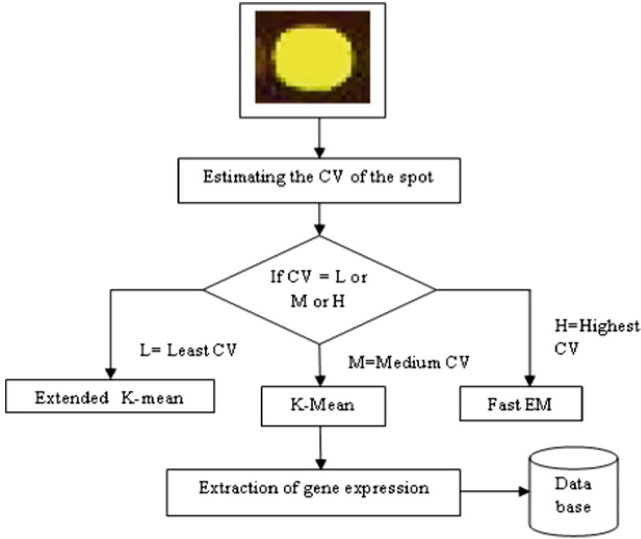 Estimating the CV of the spot
If CV = L or
M or H
L= Least CV
M=Medium CV
H=Highest
CV
Extended K-mean
K-Mean
Fast EM
Extraction of gene expression
Data
base